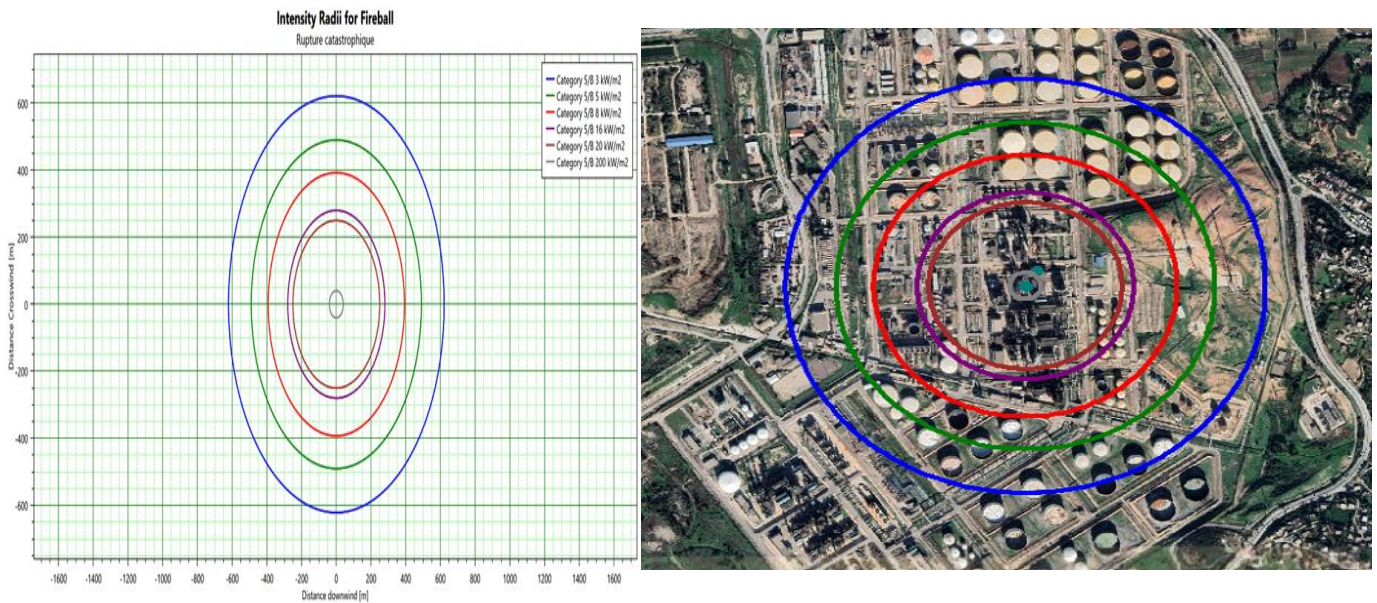 Intensity Radii for Fireball
Rupture catastrophique
Category 5/B 3 kW/m2
Category 5/B 5 kW/m2
Category 5/B 8 kW/m2
Category 5/B 16 kW/m2
Category 5/B 20 kW/m2
Category 5/B 200 kW/m2
Distance Crosswind [m]
600
400
200
0
-200
-400
-600
-1600 -1400 -1200 -1000 -800 -600 -400 -200 0 200 400 600 800 1000 1200 1400 1600
Distance downwind [m]